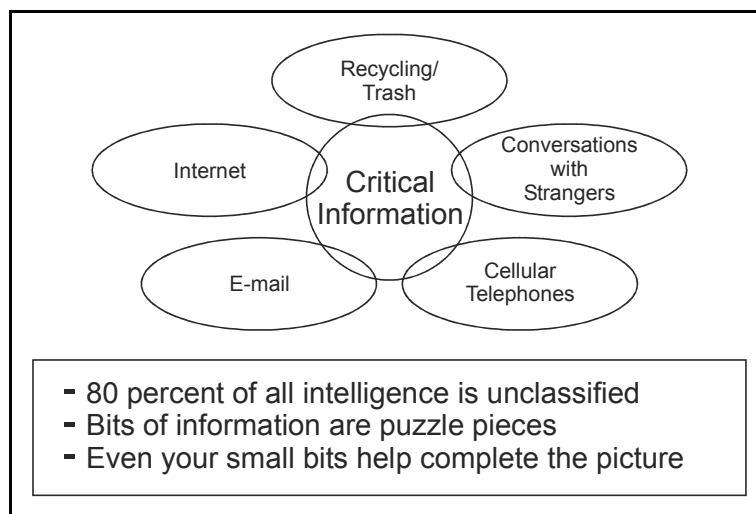 Recycling/
Trash
Internet
Conversations
with
Strangers
Critical
Information
E-mail
Cellular
Telephones
- 80 percent of all intelligence is unclassified
- Bits of information are puzzle pieces
- Even your small bits help complete the picture